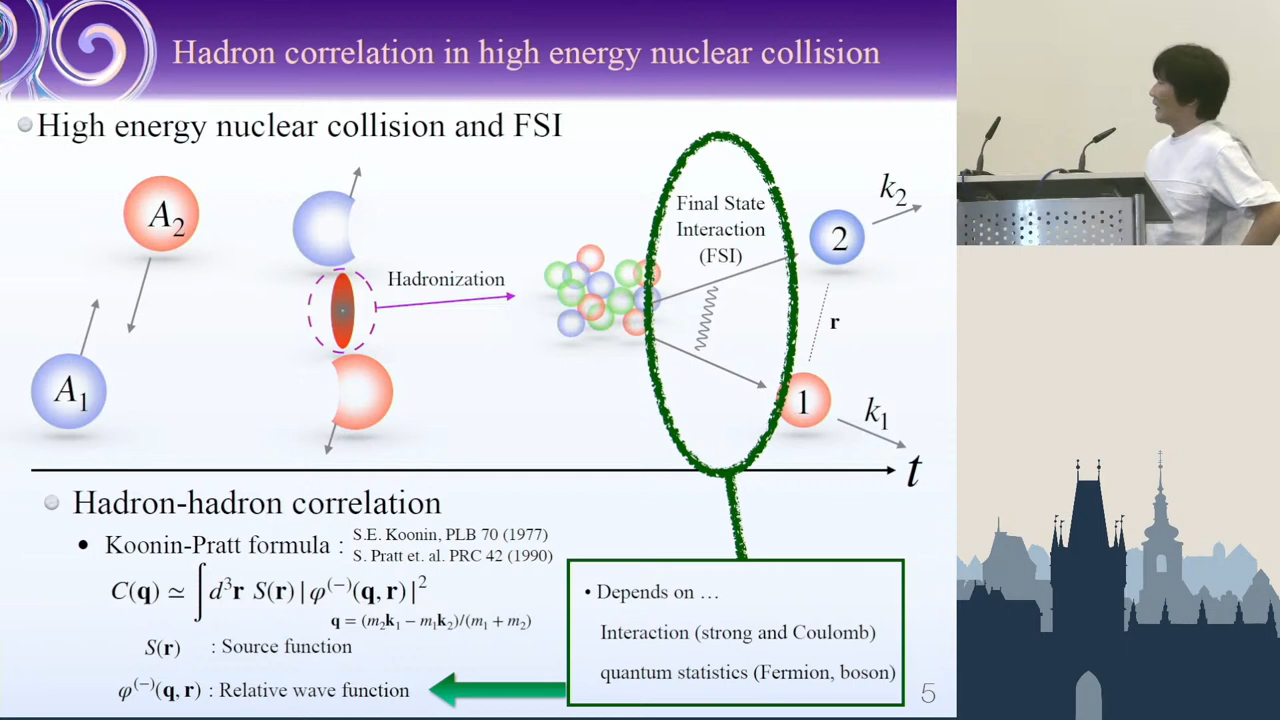 Hadron correlation in high energy nuclear collision
High energy nuclear collision and FSI
A₂
A₁
Hadronization
Final State
Interaction
(FSI)
k₂
2
r
1
k₁
t
Hadron-hadron correlation
• Koonin-Pratt formula : S.E. Koonin, PLB 70 (1977)
S. Pratt et. al. PRC 42 (1990)
C(q) ≃ ∫ d³r S(r) | φ⁽⁻⁾(q, r) |²
q = (m₂k₁ − m₁k₂)/(m₁ + m₂)
S(r) : Source function
φ⁽⁻⁾(q, r) : Relative wave function
• Depends on …
Interaction (strong and Coulomb)
quantum statistics (Fermion, boson)
5